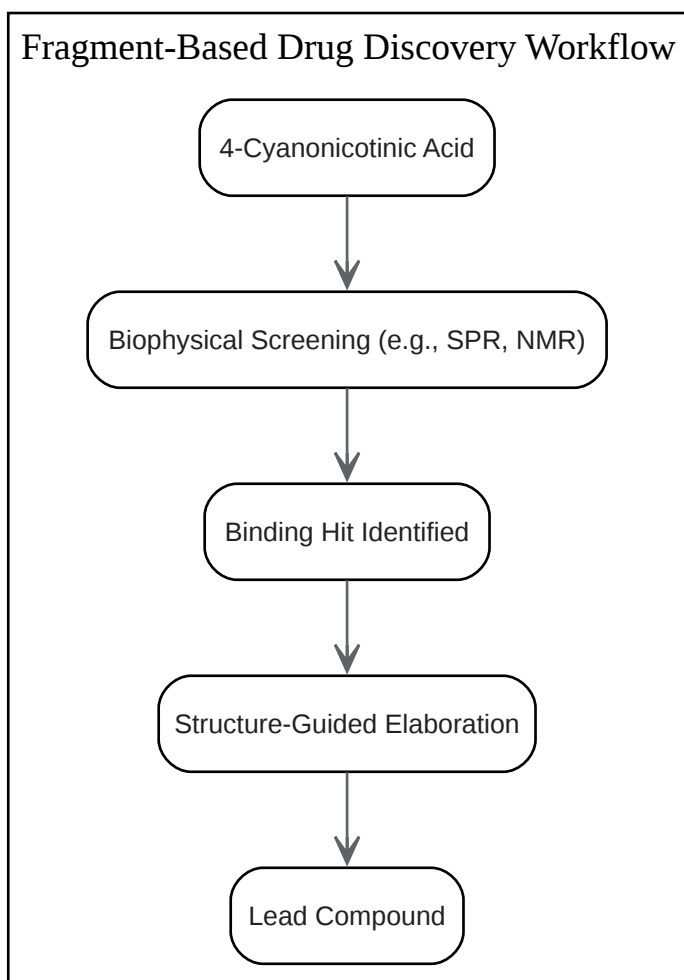 Fragment-Based Drug Discovery Workflow
4-Cyanonicotinic Acid
Biophysical Screening (e.g., SPR, NMR)
Binding Hit Identified
Structure-Guided Elaboration
Lead Compound